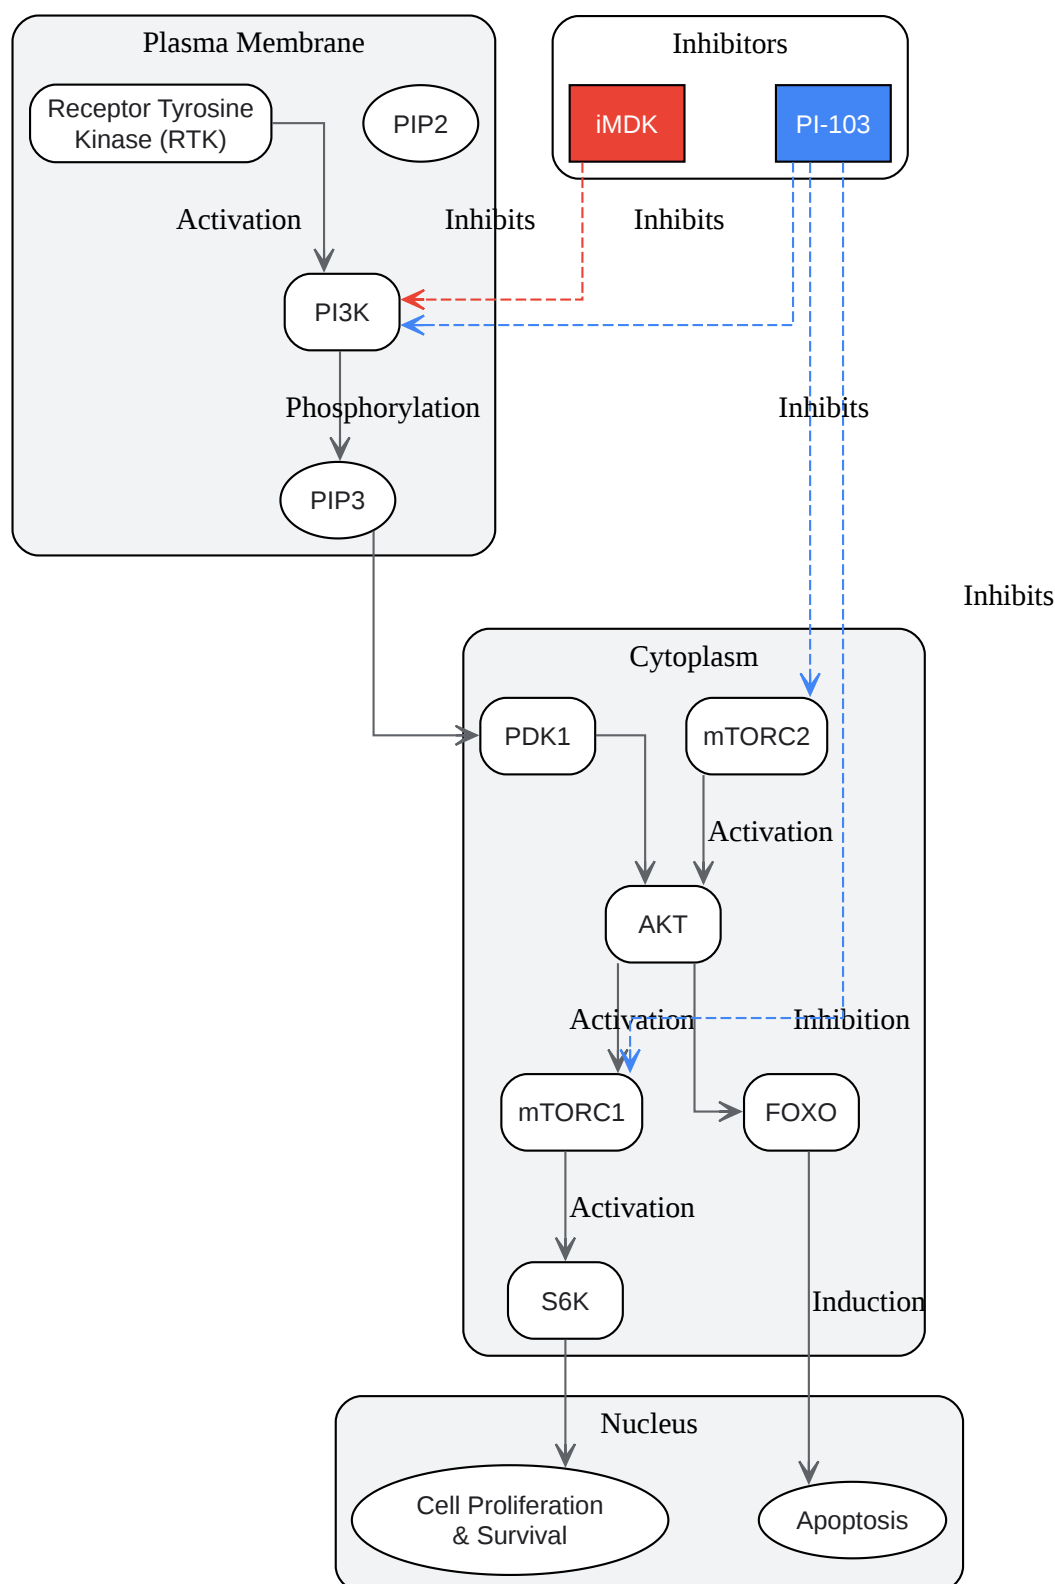 Plasma Membrane
Inhibitors
Receptor Tyrosine
Kinase (RTK)
PIP2
iMDK
PI-103
Activation
Inhibits
Inhibits
PI3K
Phosphorylation
Inhibits
PIP3
Inhibits
Cytoplasm
PDK1
mTORC2
Activation
AKT
Activation
Inhibition
mTORC1
FOXO
Activation
S6K
Induction
Nucleus
Cell Proliferation
& Survival
Apoptosis